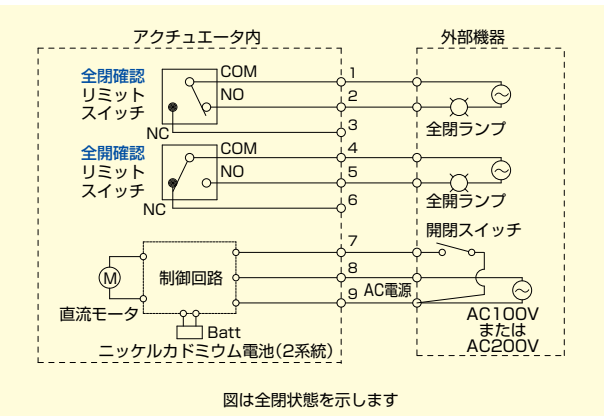 アクチュエータ内
外部機器
全閉確認
リミット
スイッチ
COM
NO
NC
1
2
3
全閉ランプ
全開確認
リミット
スイッチ
COM
NO
NC
4
5
6
全開ランプ
開閉スイッチ
7
8
9
AC電源
M
制御回路
直流モータ
Batt
ニッケルカドミウム電池(2系統)
AC100V
または
AC200V
図は全閉状態を示します